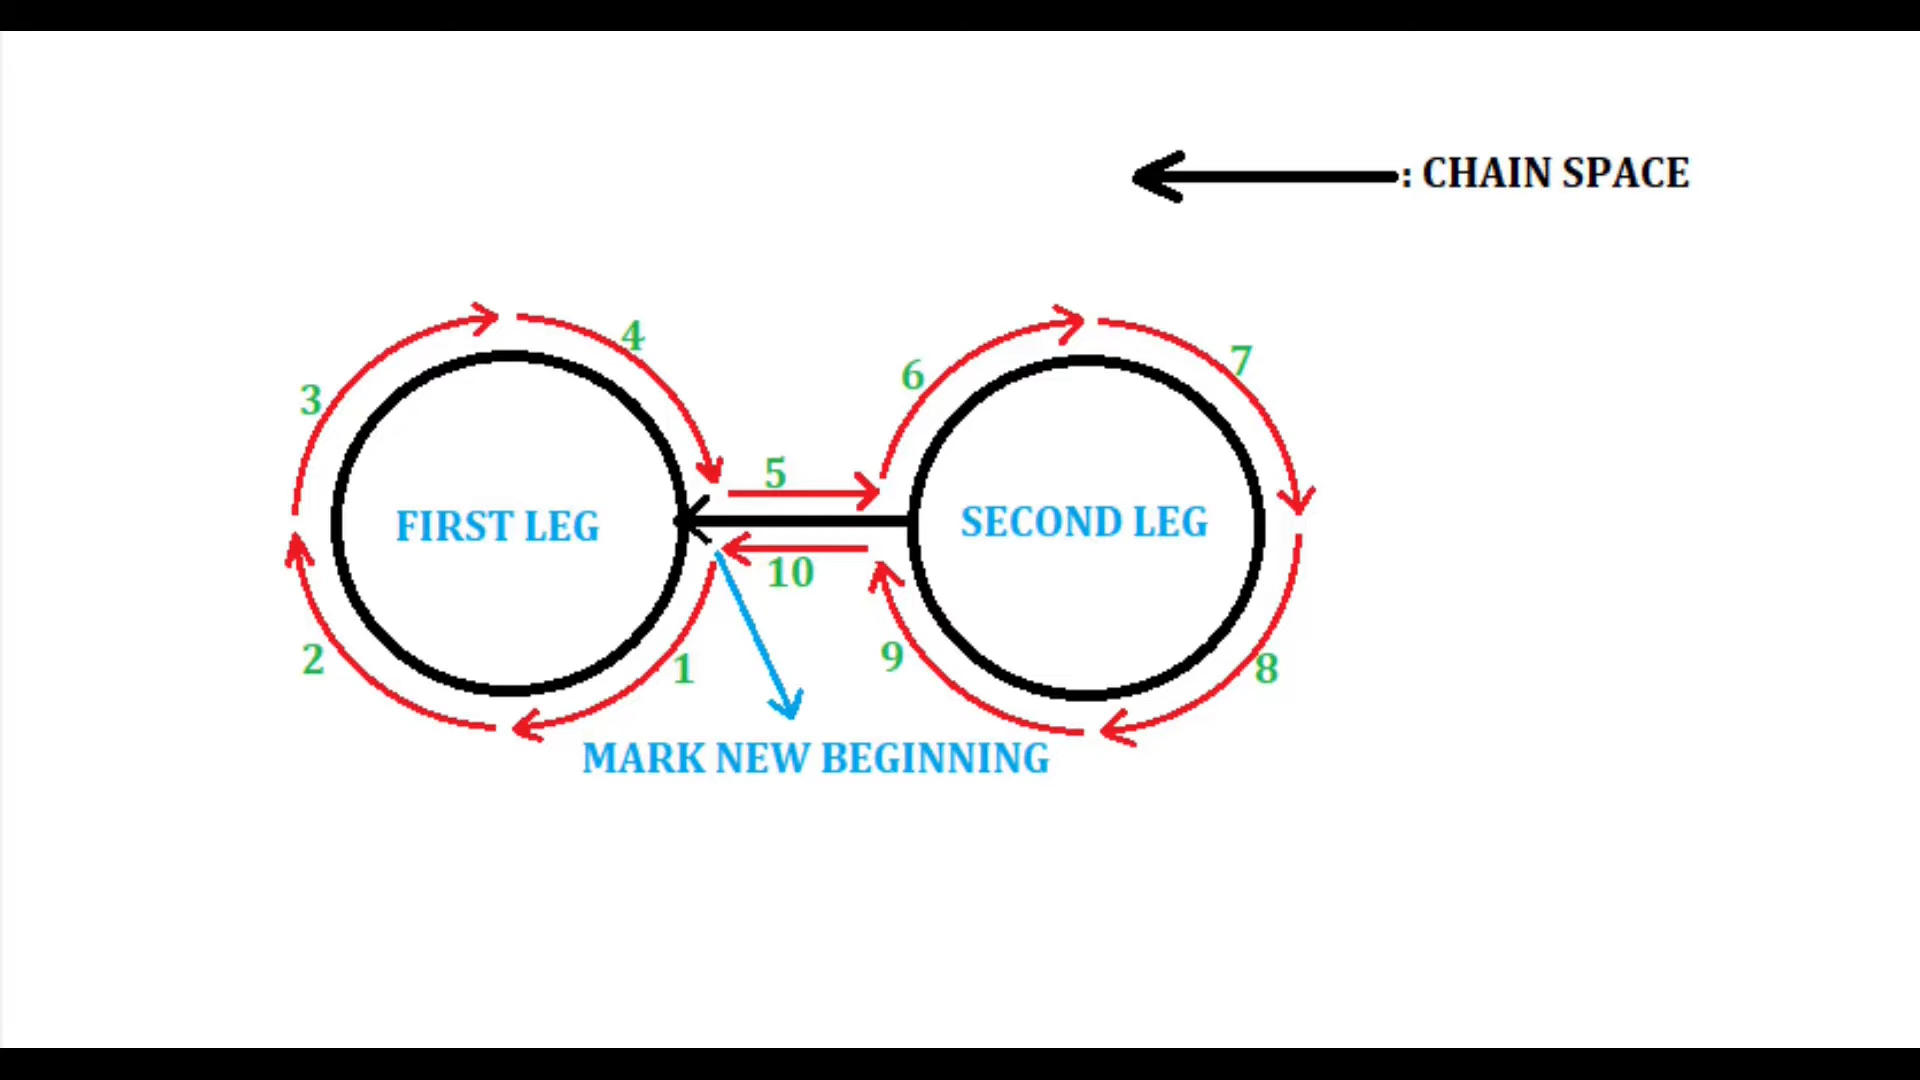 : CHAIN SPACE
4
3
6
7
5
FIRST LEG
SECOND LEG
10
2
1
9
8
MARK NEW BEGINNING